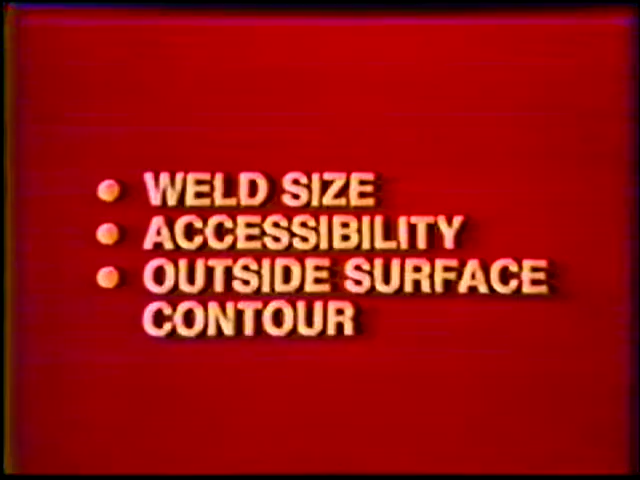 • WELD SIZE
• ACCESSIBILITY
• OUTSIDE SURFACE
CONTOUR